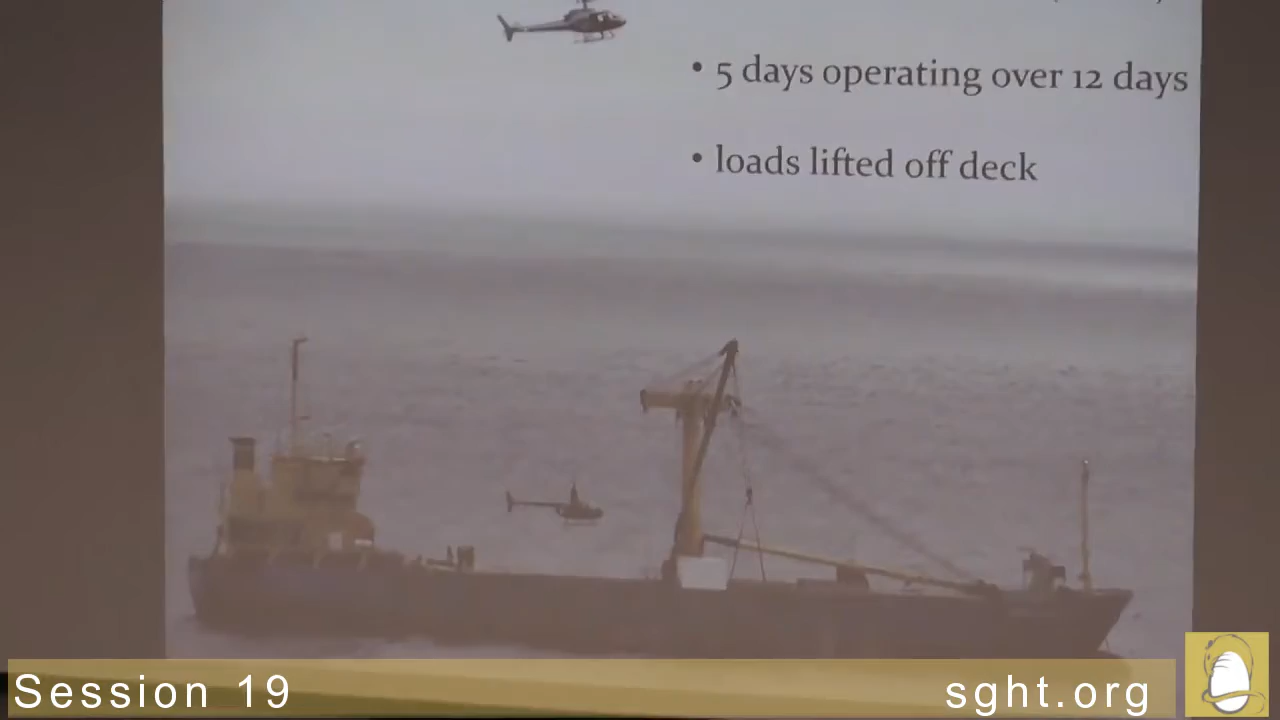 • 5 days operating over 12 days
• loads lifted off deck
Session 19
sght.org